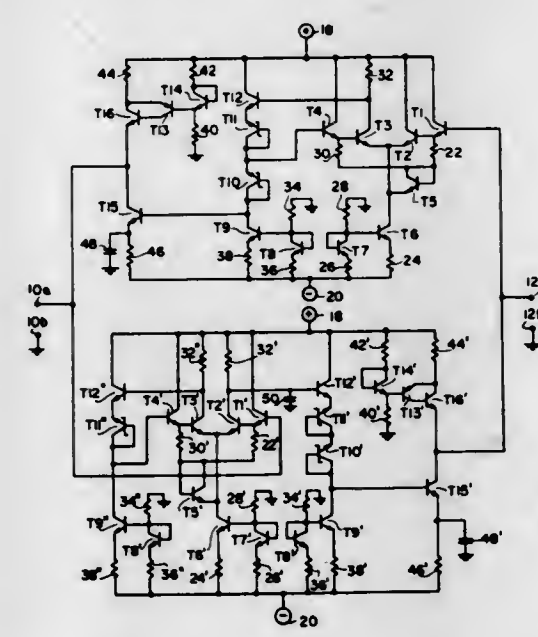 + 18
44
42
T14
T12
32
T16
T13
40
T11
T4
T3
T1
30
T2
22
T10
T5
34
28
T15
T9
T8
T7
T6
48
46
38
36
26
24
10a
- 20
12
10b
+ 18
12
32"
32'
42'
44'
T14'
T12"
T4'
T3'
T2'
T1'
50
T12'
T13'
T16'
T11"
40'
T11'
30'
22'
T10'
T5'
34"
28'
34'
T15'
T9"
T8"
T6'
T7'
T8'
T9'
48'
38"
36"
24'
26'
36'
38'
46'
- 20